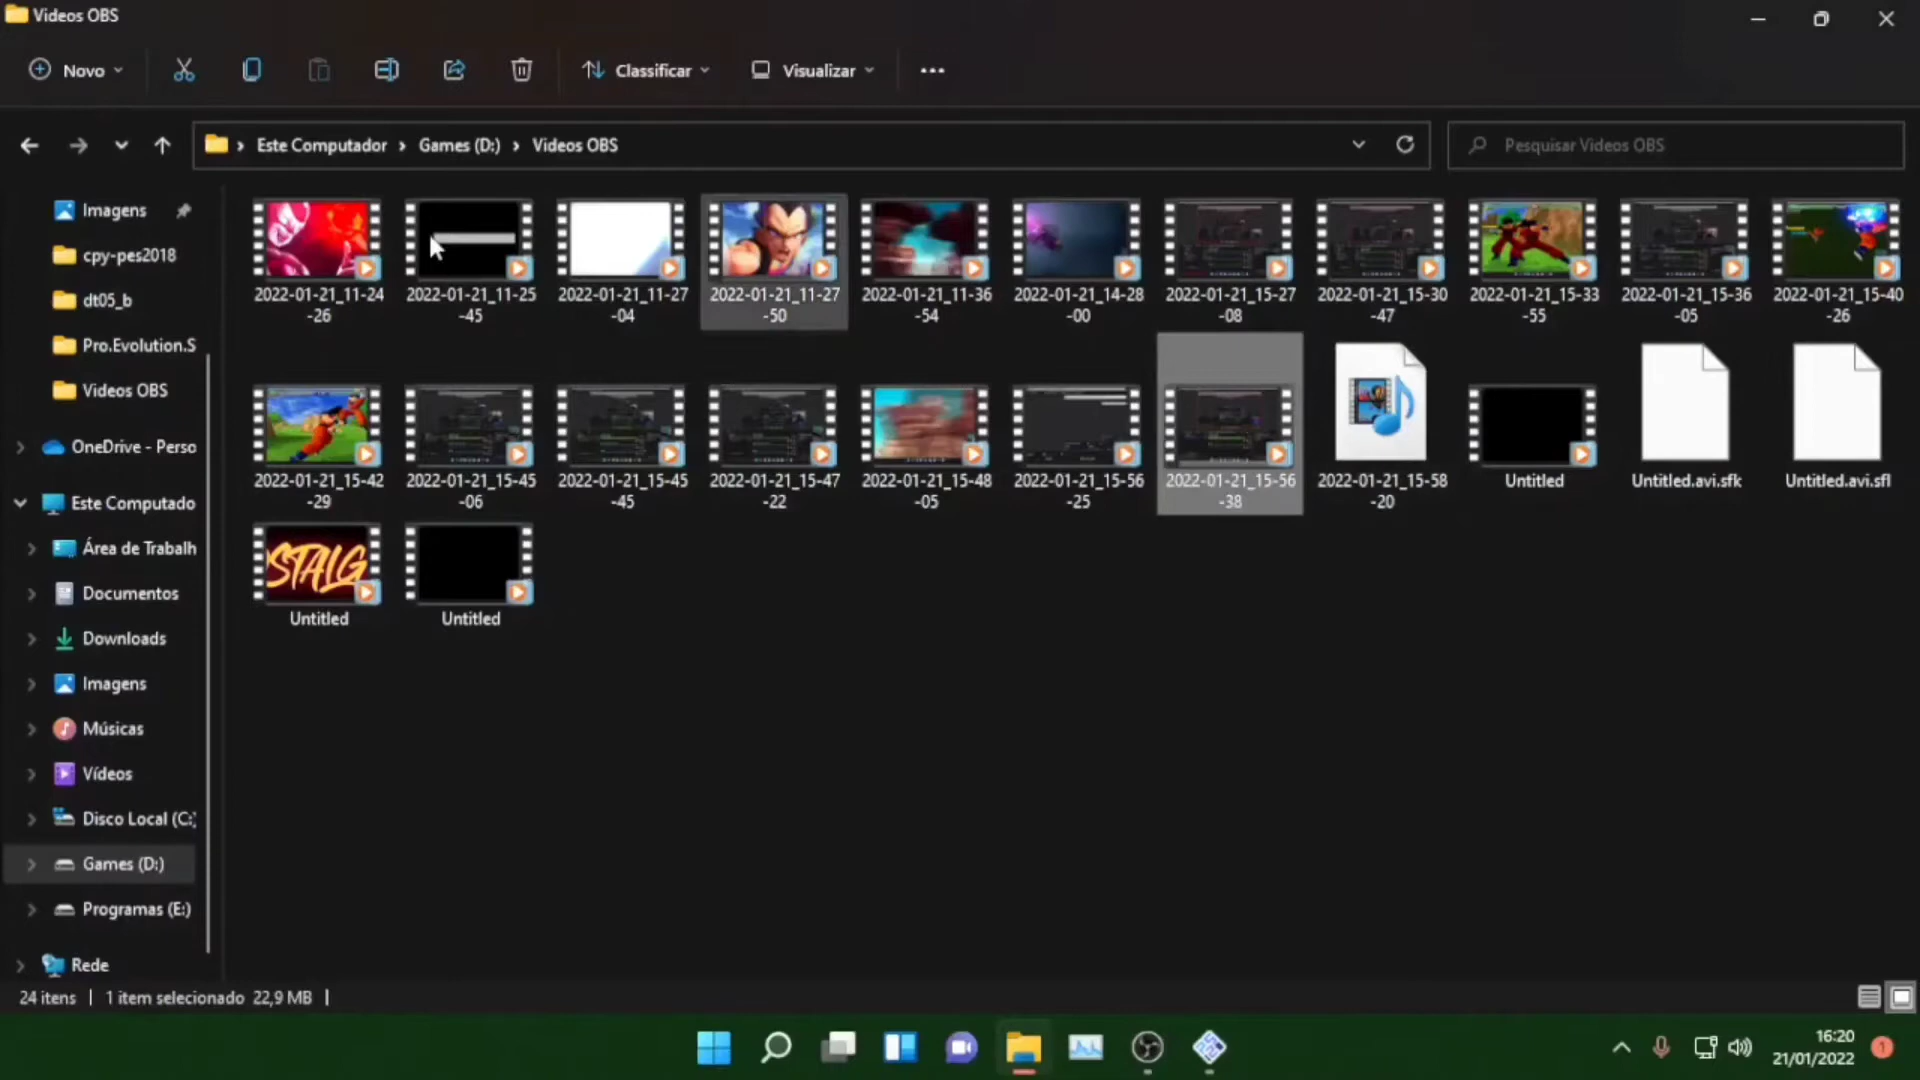 Videos OBS
Novo
Classificar
Visualizar
Este Computador > Games (D:) > Videos OBS
Pesquisar Videos OBS
Imagens
cpy-pes2018
dt05_b
Pro.Evolution.S
Videos OBS
OneDrive - Perso
Este Computado
Área de Trabalh
Documentos
Downloads
Imagens
Músicas
Vídeos
Disco Local (C:)
Games (D:)
Programas (E:)
Rede
2022-01-21_11-24
-26
2022-01-21_11-25
-45
2022-01-21_11-27
-04
2022-01-21_11-27
-50
2022-01-21_11-36
-54
2022-01-21_14-28
-00
2022-01-21_15-27
-08
2022-01-21_15-30
-47
2022-01-21_15-33
-55
2022-01-21_15-36
-05
2022-01-21_15-40
-26
2022-01-21_15-42
-29
2022-01-21_15-45
-06
2022-01-21_15-45
-45
2022-01-21_15-47
-22
2022-01-21_15-48
-05
2022-01-21_15-56
-25
2022-01-21_15-56
-38
2022-01-21_15-58
-20
Untitled
Untitled.avi.sfk
Untitled.avi.sfl
STALG
Untitled
Untitled
24 itens | 1 item selecionado 22,9 MB |
16:20
21/01/2022
1